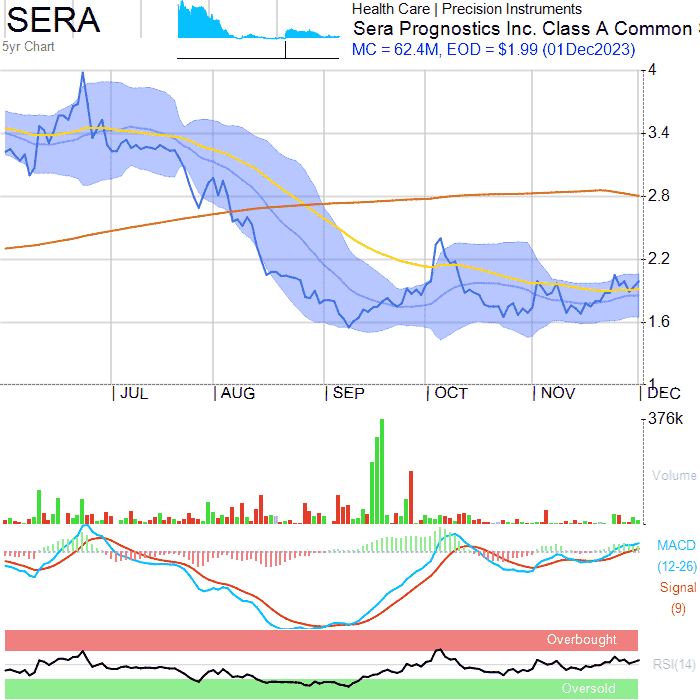 SERA
5yr Chart
Health Care | Precision Instruments
Sera Prognostics Inc. Class A Common
MC = 62.4M, EOD = $1.99 (01Dec2023)
4
3.4
2.8
2.2
1.6
1
JUL AUG SEP OCT NOV DEC
376k
Volume
MACD
(12-26)
Signal
(9)
Overbought
RSI(14)
Oversold